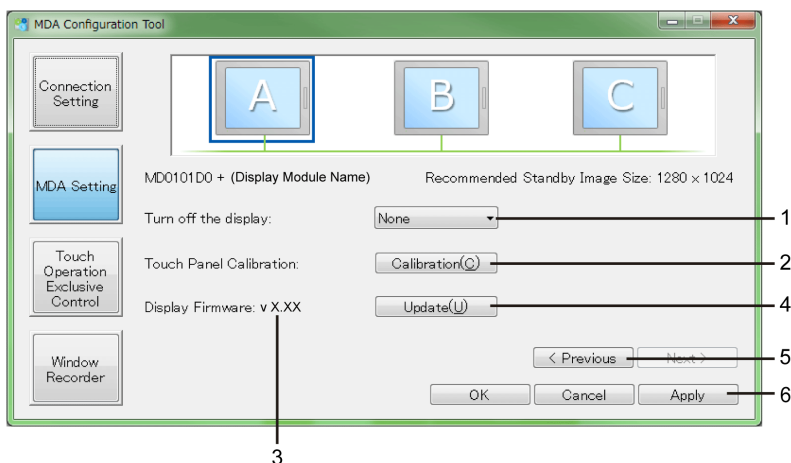 MDA Configuration Tool
Connection
Setting
A
B
C
MDA Setting
MD0101D0 + (Display Module Name)
Recommended Standby Image Size: 1280 × 1024
Turn off the display:
None
1
Touch
Operation
Exclusive
Control
Touch Panel Calibration:
Calibration(C)
2
Display Firmware: v X.XX
Update(U)
4
Window
Recorder
< Previous
Next >
5
OK
Cancel
Apply
6
3